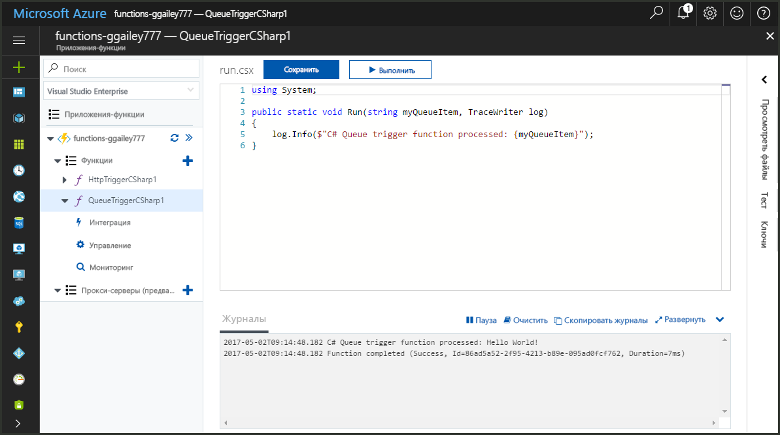 Microsoft Azure functions-ggailey777 — QueueTriggerCSharp1
1
functions-ggailey777 — QueueTriggerCSharp1
Приложения-функции
Поиск
Visual Studio Enterprise
Приложения-функции
functions-ggailey777
Функции
HttpTriggerCSharp1
QueueTriggerCSharp1
Интеграция
Управление
Мониторинг
Прокси-серверы (предва...
run.csx Сохранить Выполнить
1 using System;
2
3 public static void Run(string myQueueItem, TraceWriter log)
4 {
5 log.Info($"C# Queue trigger function processed: {myQueueItem}");
6 }
Журналы Пауза Очистить Скопировать журналы Развернуть
2017-05-02T09:14:48.182 C# Queue trigger function processed: Hello World!
2017-05-02T09:14:48.182 Function completed (Success, Id=86ad5a52-2f95-4213-b89e-095ad0fcf762, Duration=7ms)
Просмотреть файлы
Тест
Ключи